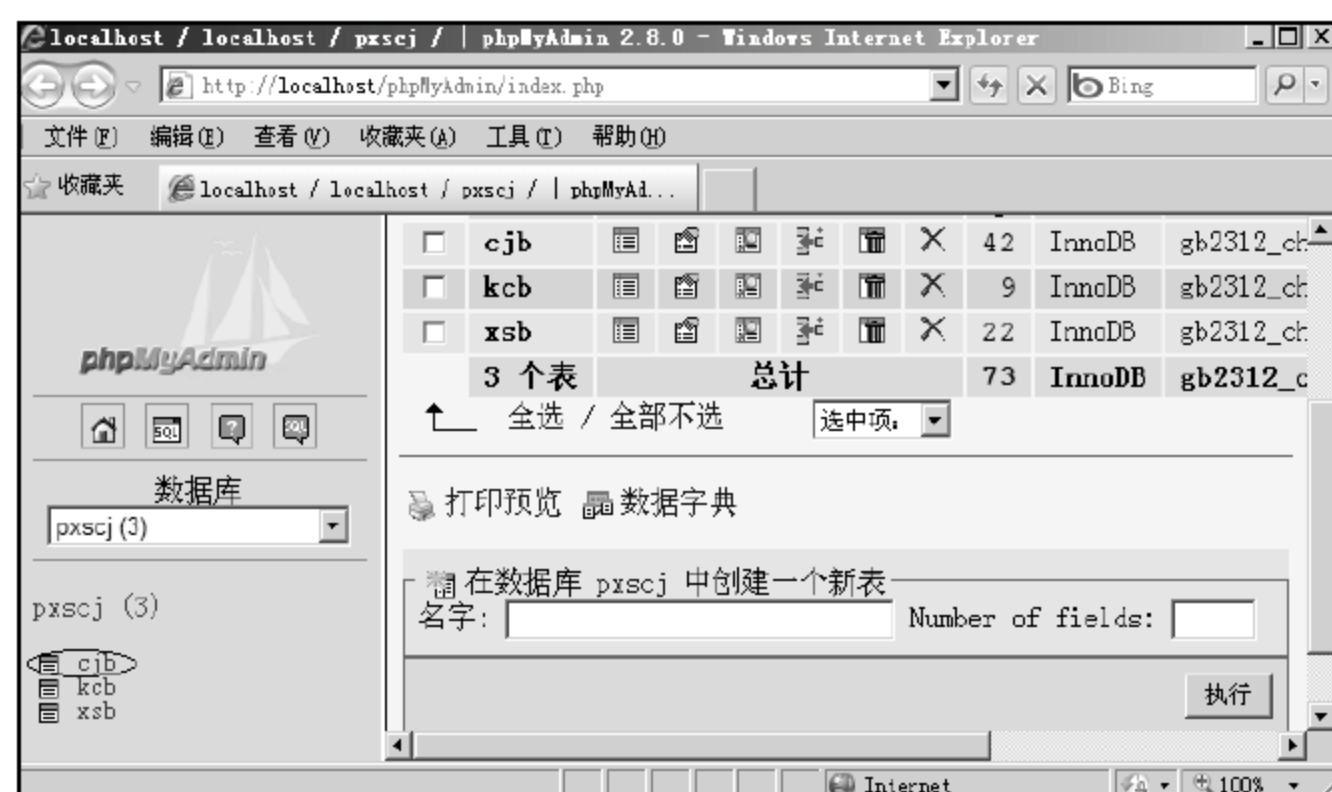 localhost / localhost / pxscj / | phpMyAdmin 2.8.0 - Windows Internet Explorer
http://localhost/phpMyAdmin/index.php
Bing
文件(F) 编辑(E) 查看(V) 收藏夹(A) 工具(T) 帮助(H)
收藏夹 localhost / localhost / pxscj / | phpMyAd...
phpMyAdmin
SQL
SQL
数据库
pxscj (3)
pxscj (3)
cjb
kcb
xsb
cjb 42 InnoDB gb2312_ch
kcb 9 InnoDB gb2312_ch
xsb 22 InnoDB gb2312_ch
3 个表 总计 73 InnoDB gb2312_c
全选 / 全部不选 选中项:
打印预览 数据字典
在数据库 pxscj 中创建一个新表
名字: Number of fields:
执行
Internet 100%